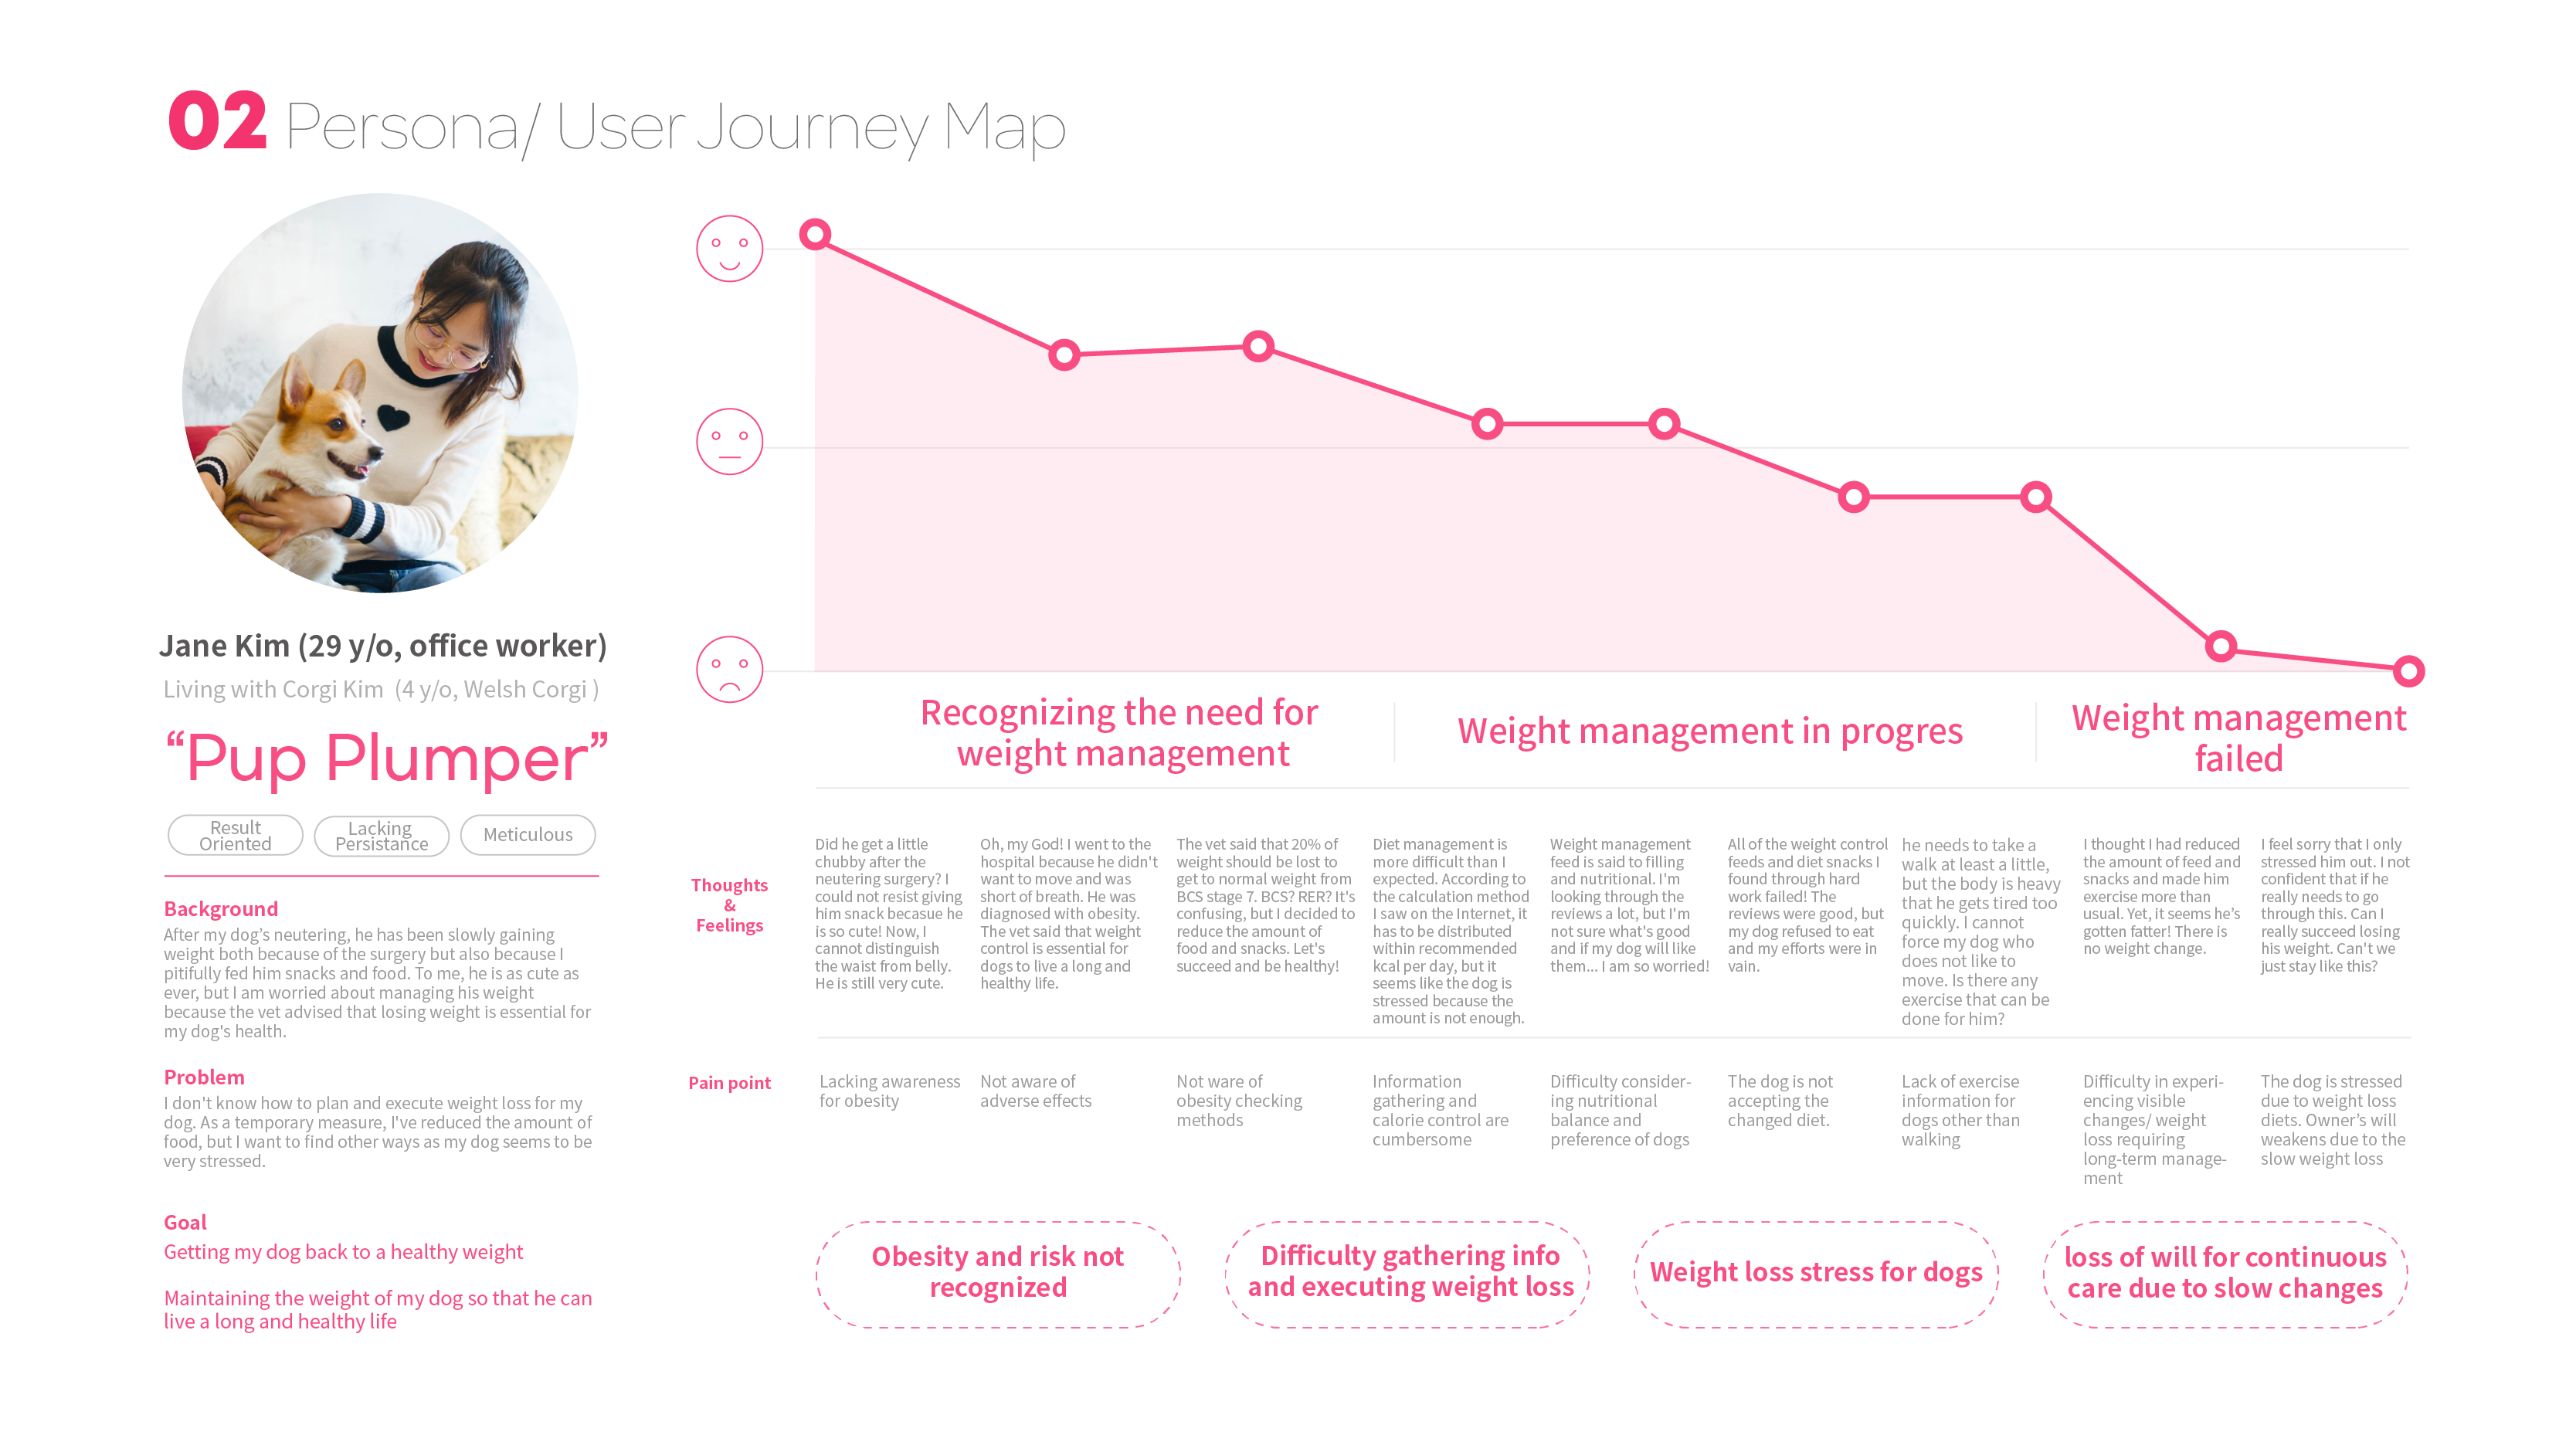 02 Persona/ User Journey Map
Jane Kim (29 y/o, office worker)
Living with Corgi Kim (4 y/o, Welsh Corgi )
“Pup Plumper”
Result
Oriented
Lacking
Persistance
Meticulous
Background
After my dog’s neutering, he has been slowly gaining
weight both because of the surgery but also because I
pitifully fed him snacks and food. To me, he is as cute as
ever, but I am worried about managing his weight
because the vet advised that losing weight is essential for
my dog's health.
Problem
I don't know how to plan and execute weight loss for my
dog. As a temporary measure, I've reduced the amount of
food, but I want to find other ways as my dog seems to be
very stressed.
Goal
Getting my dog back to a healthy weight
Maintaining the weight of my dog so that he can
live a long and healthy life
Recognizing the need for
weight management
Weight management in progres
Weight management
failed
Thoughts
&
Feelings
Did he get a little
chubby after the
neutering surgery? I
could not resist giving
him snack becasue he
is so cute! Now, I
cannot distinguish
the waist from belly.
He is still very cute.
Oh, my God! I went to the
hospital because he didn't
want to move and was
short of breath. He was
diagnosed with obesity.
The vet said that weight
control is essential for
dogs to live a long and
healthy life.
The vet said that 20% of
weight should be lost to
get to normal weight from
BCS stage 7. BCS? RER? It's
confusing, but I decided to
reduce the amount of
food and snacks. Let's
succeed and be healthy!
Diet management is
more difficult than I
expected. According to
the calculation method
I saw on the Internet, it
has to be distributed
within recommended
kcal per day, but it
seems like the dog is
stressed because the
amount is not enough.
Weight management
feed is said to filling
and nutritional. I'm
looking through the
reviews a lot, but I'm
not sure what's good
and if my dog will like
them... I am so worried!
All of the weight control
feeds and diet snacks I
found through hard
work failed! The
reviews were good, but
my dog refused to eat
and my efforts were in
vain.
he needs to take a
walk at least a little,
but the body is heavy
that he gets tired too
quickly. I cannot
force my dog who
does not like to
move. Is there any
exercise that can be
done for him?
I thought I had reduced
the amount of feed and
snacks and made him
exercise more than
usual. Yet, it seems he’s
gotten fatter! There is
no weight change.
I feel sorry that I only
stressed him out. I not
confident that if he
really needs to go
through this. Can I
really succeed losing
his weight. Can't we
just stay like this?
Pain point
Lacking awareness
for obesity
Not aware of
adverse effects
Not ware of
obesity checking
methods
Information
gathering and
calorie control are
cumbersome
Difficulty consider-
ing nutritional
balance and
preference of dogs
The dog is not
accepting the
changed diet.
Lack of exercise
information for
dogs other than
walking
Difficulty in experi-
encing visible
changes/ weight
loss requiring
long-term manage-
ment
The dog is stressed
due to weight loss
diets. Owner’s will
weakens due to the
slow weight loss
Obesity and risk not
recognized
Difficulty gathering info
and executing weight loss
Weight loss stress for dogs
loss of will for continuous
care due to slow changes